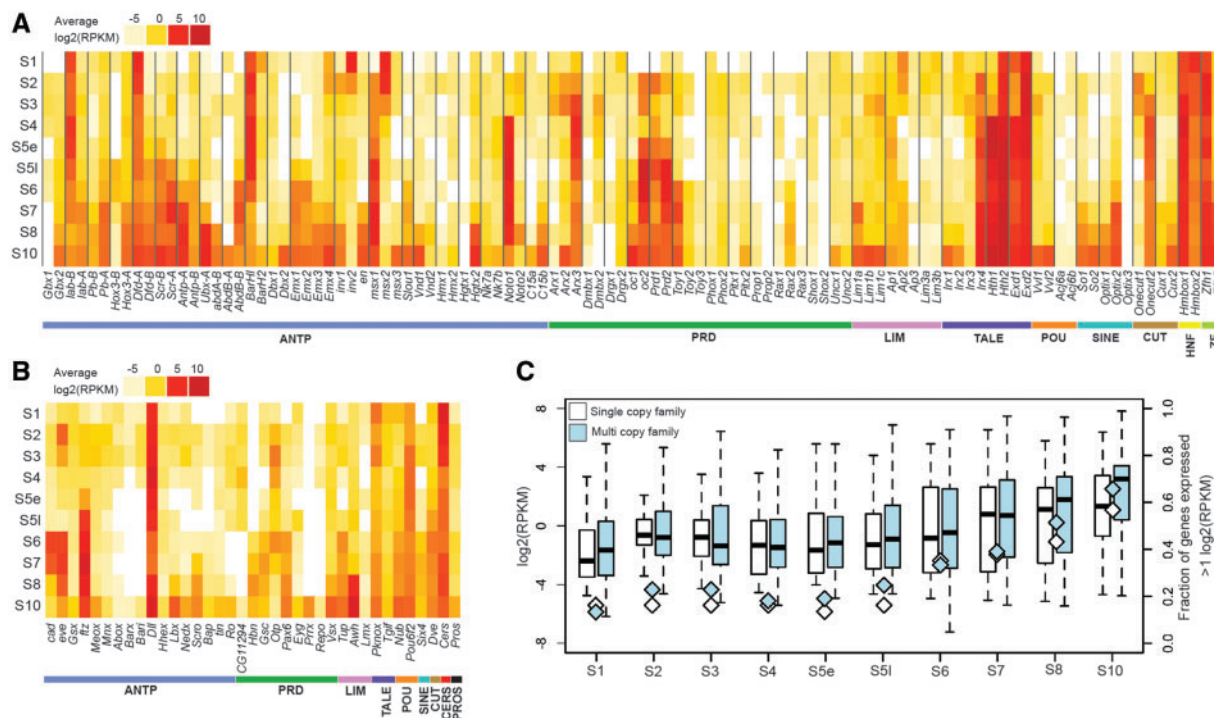 A
Average
log2(RPKM)
-5 0 5 10
S1
S2
S3
S4
S5e
S5l
S6
S7
S8
S10
Gbx1
Gbx2
lab-B
lab-A
Pb-B
Pb-A
Hox3-B
Hox3-A
Dfd-A
Dfd-B
Scr-B
Scr-A
Antp-A
Antp-B
Ubx-A
abdA-B
AbdB-A
AbdB-B
BarHI
BarH2
Dbx1
Dbx2
Emx1
Emx2
Emx3
Emx4
Inv1
inv2
en
msx1
msx2
msx3
Slou1
Vnd1
Vnd2
Hmx1
Hmx2
Hgtx1
Hgtx2
Nk7a
Nk7b
Noto1
Noto2
C15a
C15b
Arx1
Arx2
Arx3
Dmbx1
Dmbx2
Drgx1
Drgx2
oc1
oc2
Prd1
Prd2
Toy1
Toy2
Toy3
Phox1
Phox2
Pitx1
Pitx2
Prop1
Prop2
Rax1
Rax2
Rax3
Shox1
Shox2
Uncx1
Uncx2
Lim1a
Lim1b
Ap1
Ap2
Ap3
Lim3a
Lim3b
Irx1
Irx2
Irx3
Irx4
Hth1
Hth2
Exd1
Exd2
Vvl1
Vvl2
Acj6a
Acj6b
So1
So2
Optix1
Optix2
Optix3
Onecut1
Onecut2
Cux1
Cux2
Hmbox1
Hmbox2
Zfh1
ANTP PRD LIM TALE POU SINE CUT HNF
B
Average
log2(RPKM)
-5 0 5 10
S1
S2
S3
S4
S5e
S5l
S6
S7
S8
S10
cad
eve
Gsx
ftz
Meox
Mnx
Abox
Barx
Bari
Dll
Hhex
Lbx
Nedx
Scro
Bap
tin
Ro
CG11294
Hbn
Gsc
Otp
Pax6
Eyg
Prrx
Repo
Vsx
Tup
Awh
Lmx
Pknox
Tgif
Nub
Pou6f2
Six4
Dve
Cers
Pros
ANTP PRD LIM TALE POU SINE CUT CERS PROS
C
Single copy family
Multi copy family
log2(RPKM)
8
4
0
-4
-8
S1 S2 S3 S4 S5e S5l S6 S7 S8 S10
1.0
0.8
0.6
0.4
0.2
0.0
Fraction of genes expressed
>1 log2(RPKM)